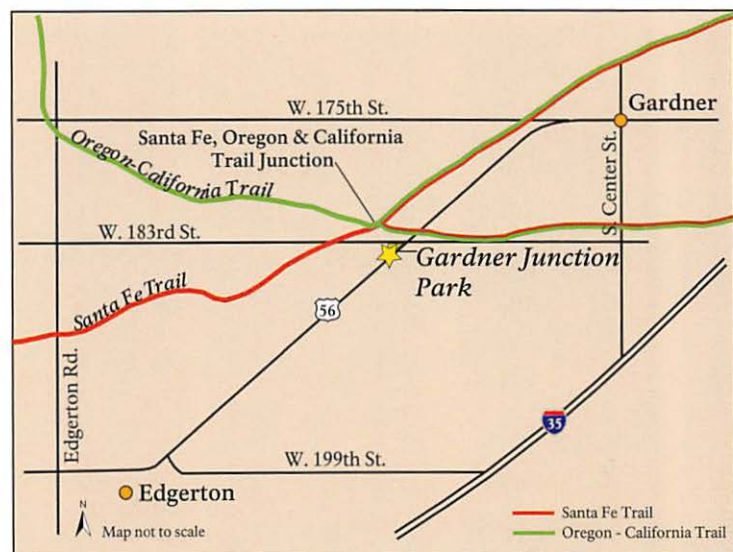 W. 175th St.
Gardner
Santa Fe, Oregon & California
Trail Junction
Oregon-California Trail
S. Center St.
W. 183rd St.
Gardner Junction
Park
Santa Fe Trail
56
Edgerton Rd.
35
W. 199th St.
Edgerton
N
Map not to scale
Santa Fe Trail
Oregon - California Trail